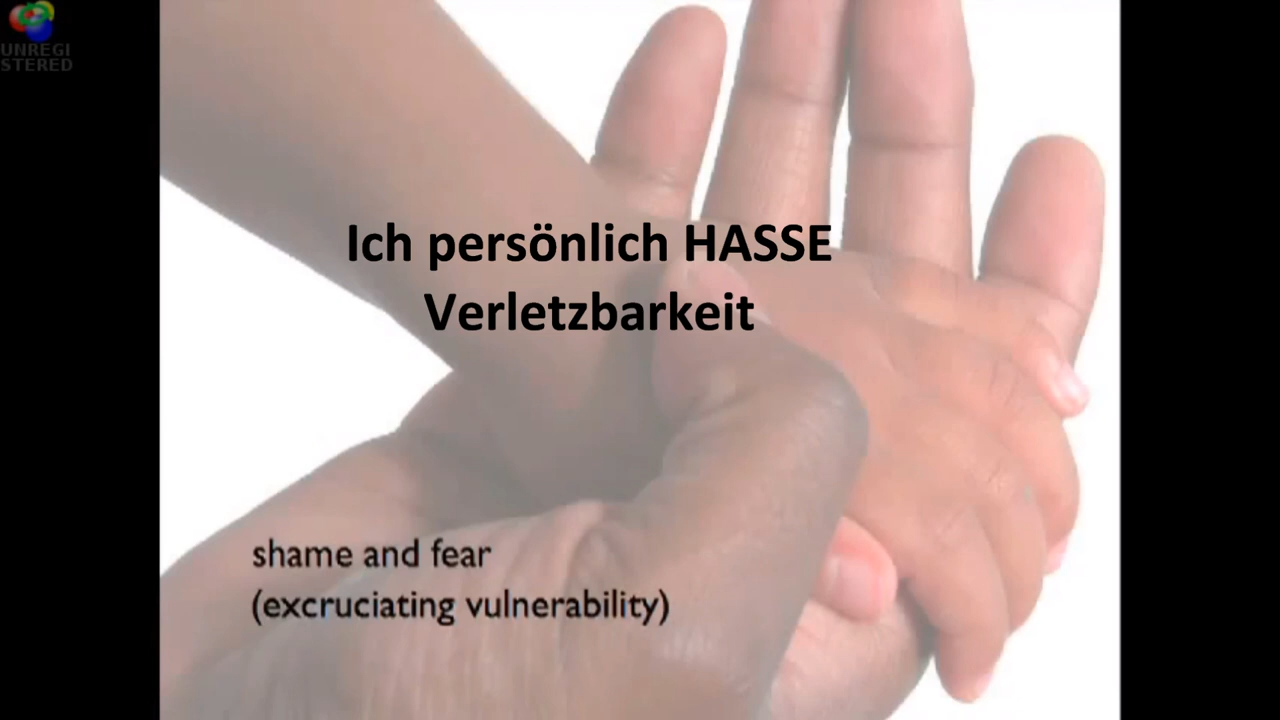 UNREGI
STERED
Ich persönlich HASSE
Verletzbarkeit
shame and fear
(excruciating vulnerability)